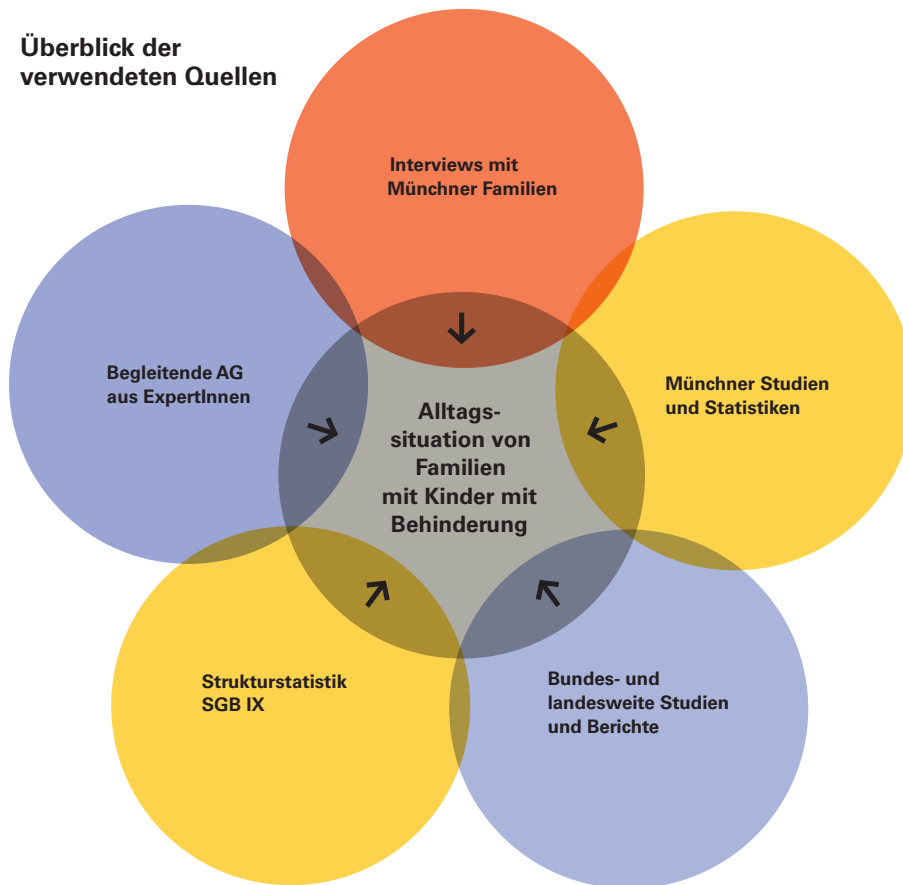 Überblick der
verwendeten Quellen
Interviews mit
Münchner Familien
Begleitende AG
aus ExpertInnen
Münchner Studien
und Statistiken
Alltags-
situation von
Familien
mit Kinder mit
Behinderung
Strukturstatistik
SGB IX
Bundes- und
landesweite Studien
und Berichte